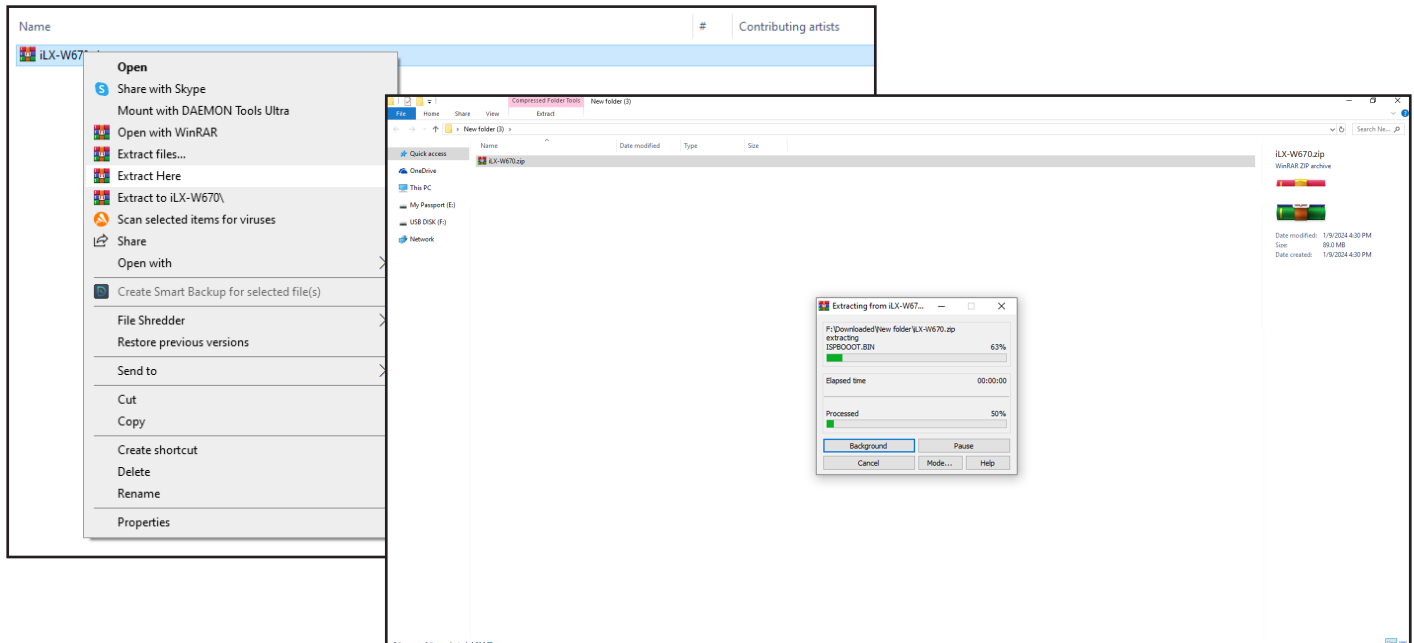 Name # Contributing artists
iLX-W67
Open
Share with Skype
Mount with DAEMON Tools Ultra
Open with WinRAR
Extract files...
Extract Here
Extract to iLX-W670\
Scan selected items for viruses
Share
Open with
Create Smart Backup for selected file(s)
File Shredder
Restore previous versions
Send to
Cut
Copy
Create shortcut
Delete
Rename
Properties
Compressed Folder Tools New folder (3)
File Home Share View Extract
New folder (3) Search Ne...
Name Date modified Type Size
iLX-W670.zip
Quick access
OneDrive
This PC
My Passport (E:)
USB DISK (F:)
Network
iLX-W670.zip
WinRAR ZIP archive
Date modified: 1/9/2024 4:30 PM
Size: 89.0 MB
Date created: 1/9/2024 4:30 PM
Extracting from iLX-W67...
F:\Downloaded\New folder\iLX-W670.zip
extracting
ISPBOOOT.BIN 63%
Elapsed time 00:00:00
Processed 50%
Background Pause
Cancel Mode... Help